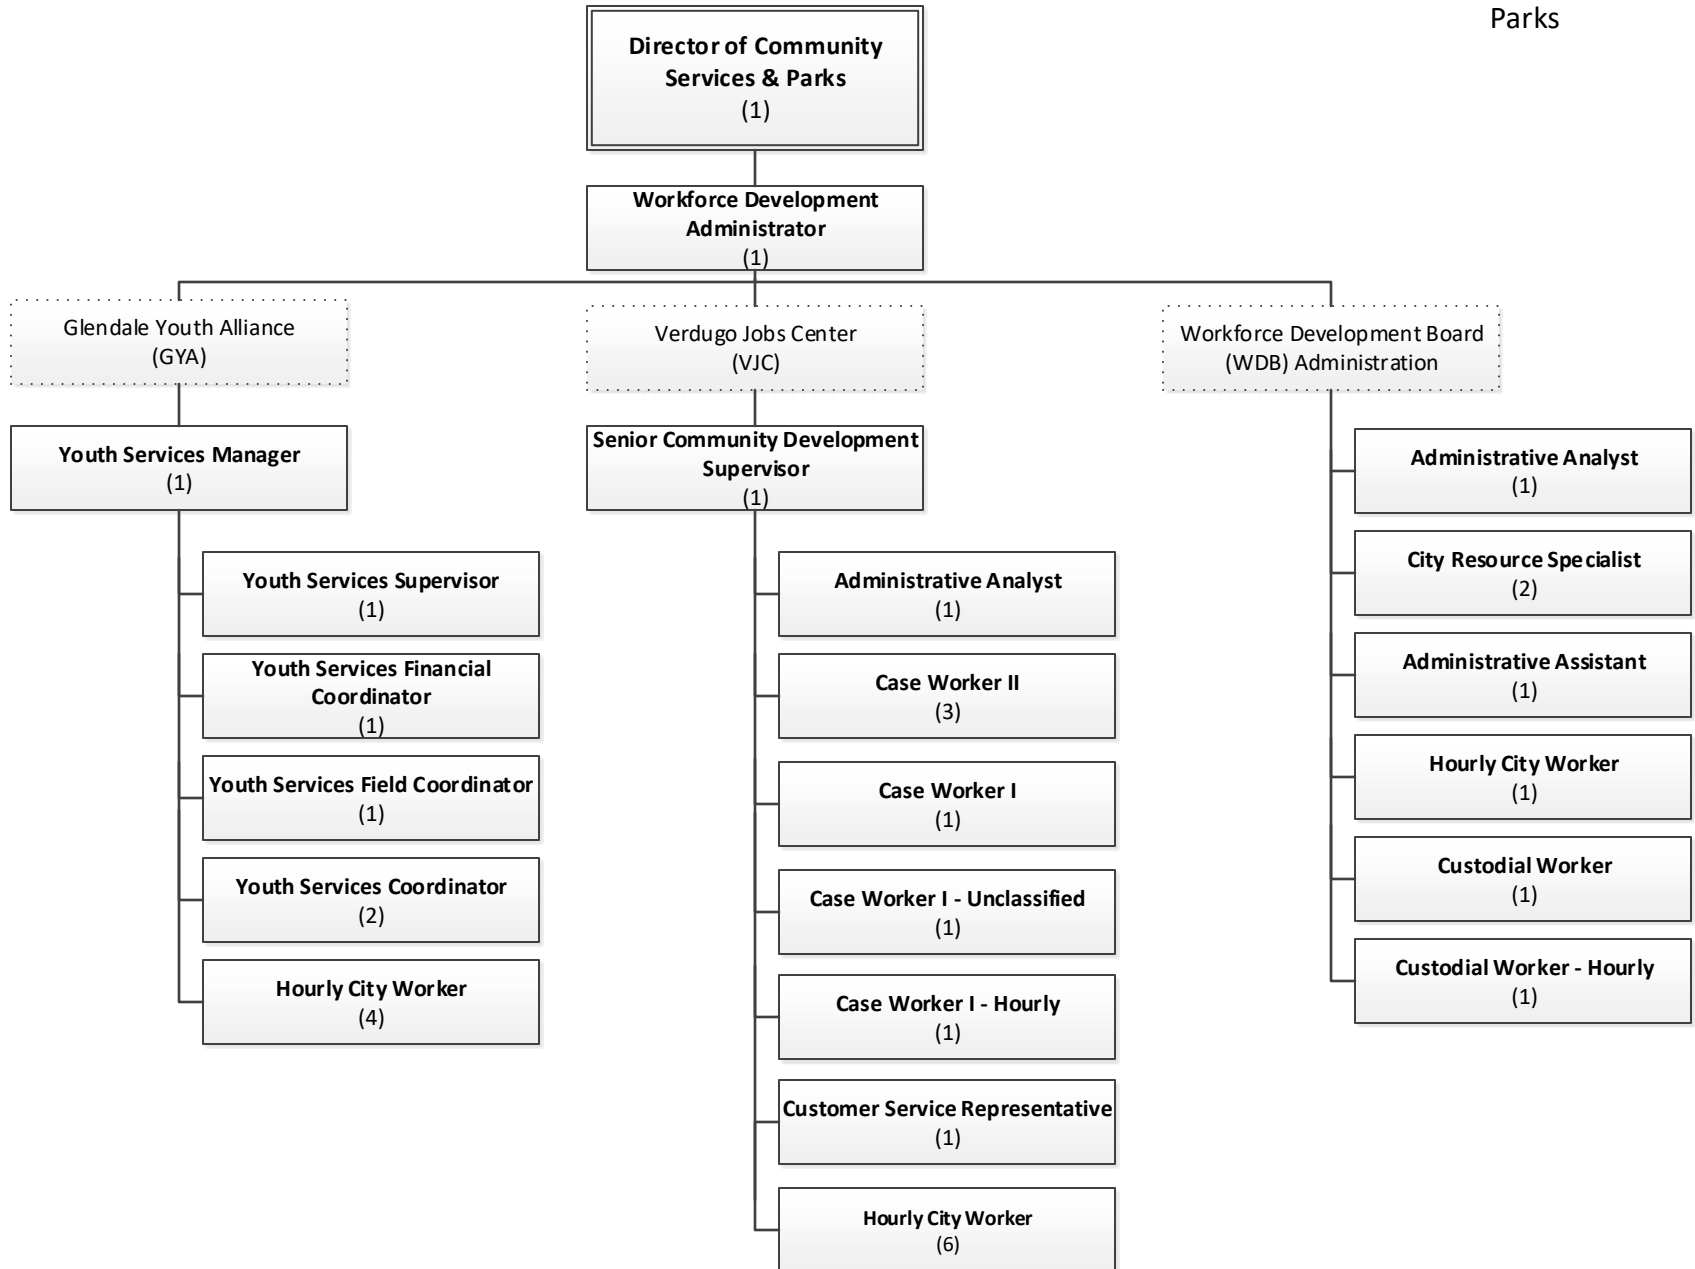 Parks
Director of Community
Services & Parks
(1)
Workforce Development
Administrator
(1)
Glendale Youth Alliance
(GYA)
Youth Services Manager
(1)
Youth Services Supervisor
(1)
Youth Services Financial
Coordinator
(1)
Youth Services Field Coordinator
(1)
Youth Services Coordinator
(2)
Hourly City Worker
(4)
Verdugo Jobs Center
(VJC)
Senior Community Development
Supervisor
(1)
Administrative Analyst
(1)
Case Worker II
(3)
Case Worker I
(1)
Case Worker I - Unclassified
(1)
Case Worker I - Hourly
(1)
Customer Service Representative
(1)
Hourly City Worker
(6)
Workforce Development Board
(WDB) Administration
Administrative Analyst
(1)
City Resource Specialist
(2)
Administrative Assistant
(1)
Hourly City Worker
(1)
Custodial Worker
(1)
Custodial Worker - Hourly
(1)